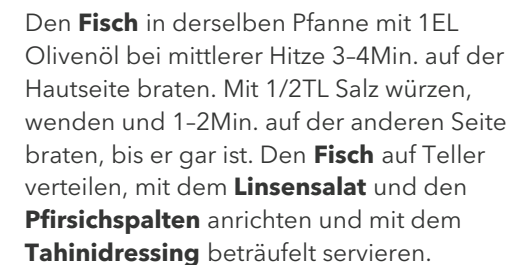 Den Fisch in derselben Pfanne mit 1EL
Olivenöl bei mittlerer Hitze 3–4Min. auf der
Hautseite braten. Mit 1/2TL Salz würzen,
wenden und 1–2Min. auf der anderen Seite
braten, bis er gar ist. Den Fisch auf Teller
verteilen, mit dem Linsensalat und den
Pfirsichspalten anrichten und mit dem
Tahinidressing beträufelt servieren.